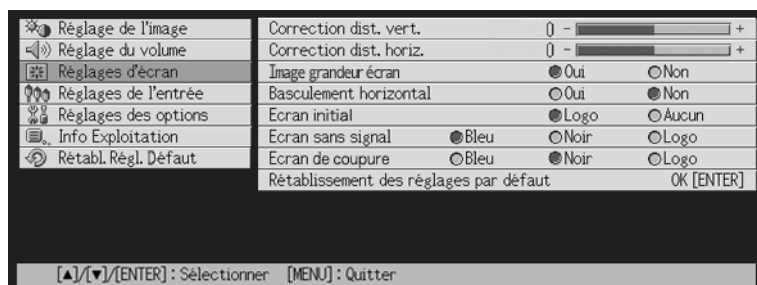 Réglage de l'image
Réglage du volume
Réglages d'écran
Réglages de l'entrée
Réglages des options
Info Exploitation
Rétabl. Régl. Défaut
Correction dist. vert. 0 - +
Correction dist. horiz. 0 - +
Image grandeur écran Oui Non
Basculement horizontal Oui Non
Ecran initial Logo Aucun
Ecran sans signal Bleu Noir Logo
Ecran de coupure Bleu Noir Logo
Rétablissement des réglages par défaut OK [ENTER]
[▲]/[▼]/[ENTER] : Sélectionner [MENU] : Quitter